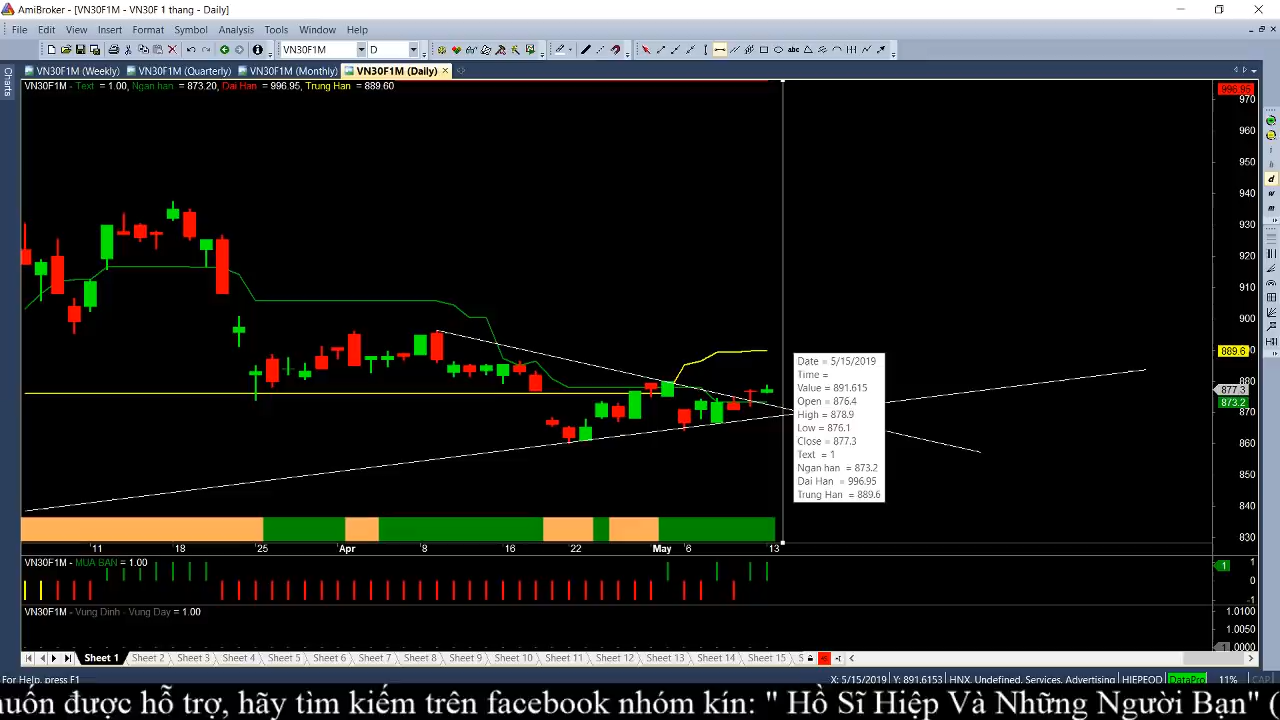 AmiBroker - [VN30F1M - VN30F 1 thang - Daily]
File Edit View Insert Format Symbol Analysis Tools Window Help
VN30F1M D
VN30F1M (Weekly) VN30F1M (Quarterly) VN30F1M (Monthly) VN30F1M (Daily)
Charts
VN30F1M - Text = 1.00, Ngan han = 873.20, Dai Han = 996.95, Trung Han = 889.60
996.95
970
960
950
940
930
920
910
900
889.6
880
877.3
873.2
870
860
850
840
830
Date = 5/15/2019
Time =
Value = 891.615
Open = 876.4
High = 878.9
Low = 876.1
Close = 877.3
Text = 1
Ngan han = 873.2
Dai Han = 996.95
Trung Han = 889.6
11 18 25 Apr 8 16 22 May 6 13
VN30F1M - MUA BAN = 1.00
1
1
0
-1
VN30F1M - Vung Dinh - Vung Day = 1.00
1.0100
1.0050
1.0000
Sheet 1 Sheet 2 Sheet 3 Sheet 4 Sheet 5 Sheet 6 Sheet 7 Sheet 8 Sheet 9 Sheet 10 Sheet 11 Sheet 12 Sheet 13 Sheet 14 Sheet 15 S
For Help, press F1 X: 5/15/2019 Y: 891.6153 HNX, Undefined, Services, Advertising HIEPEOD DataPro 11% CAP
uốn được hỗ trợ, hãy tìm kiếm trên facebook nhóm kín: " Hồ Sĩ Hiệp Và Những Người Bạn" (